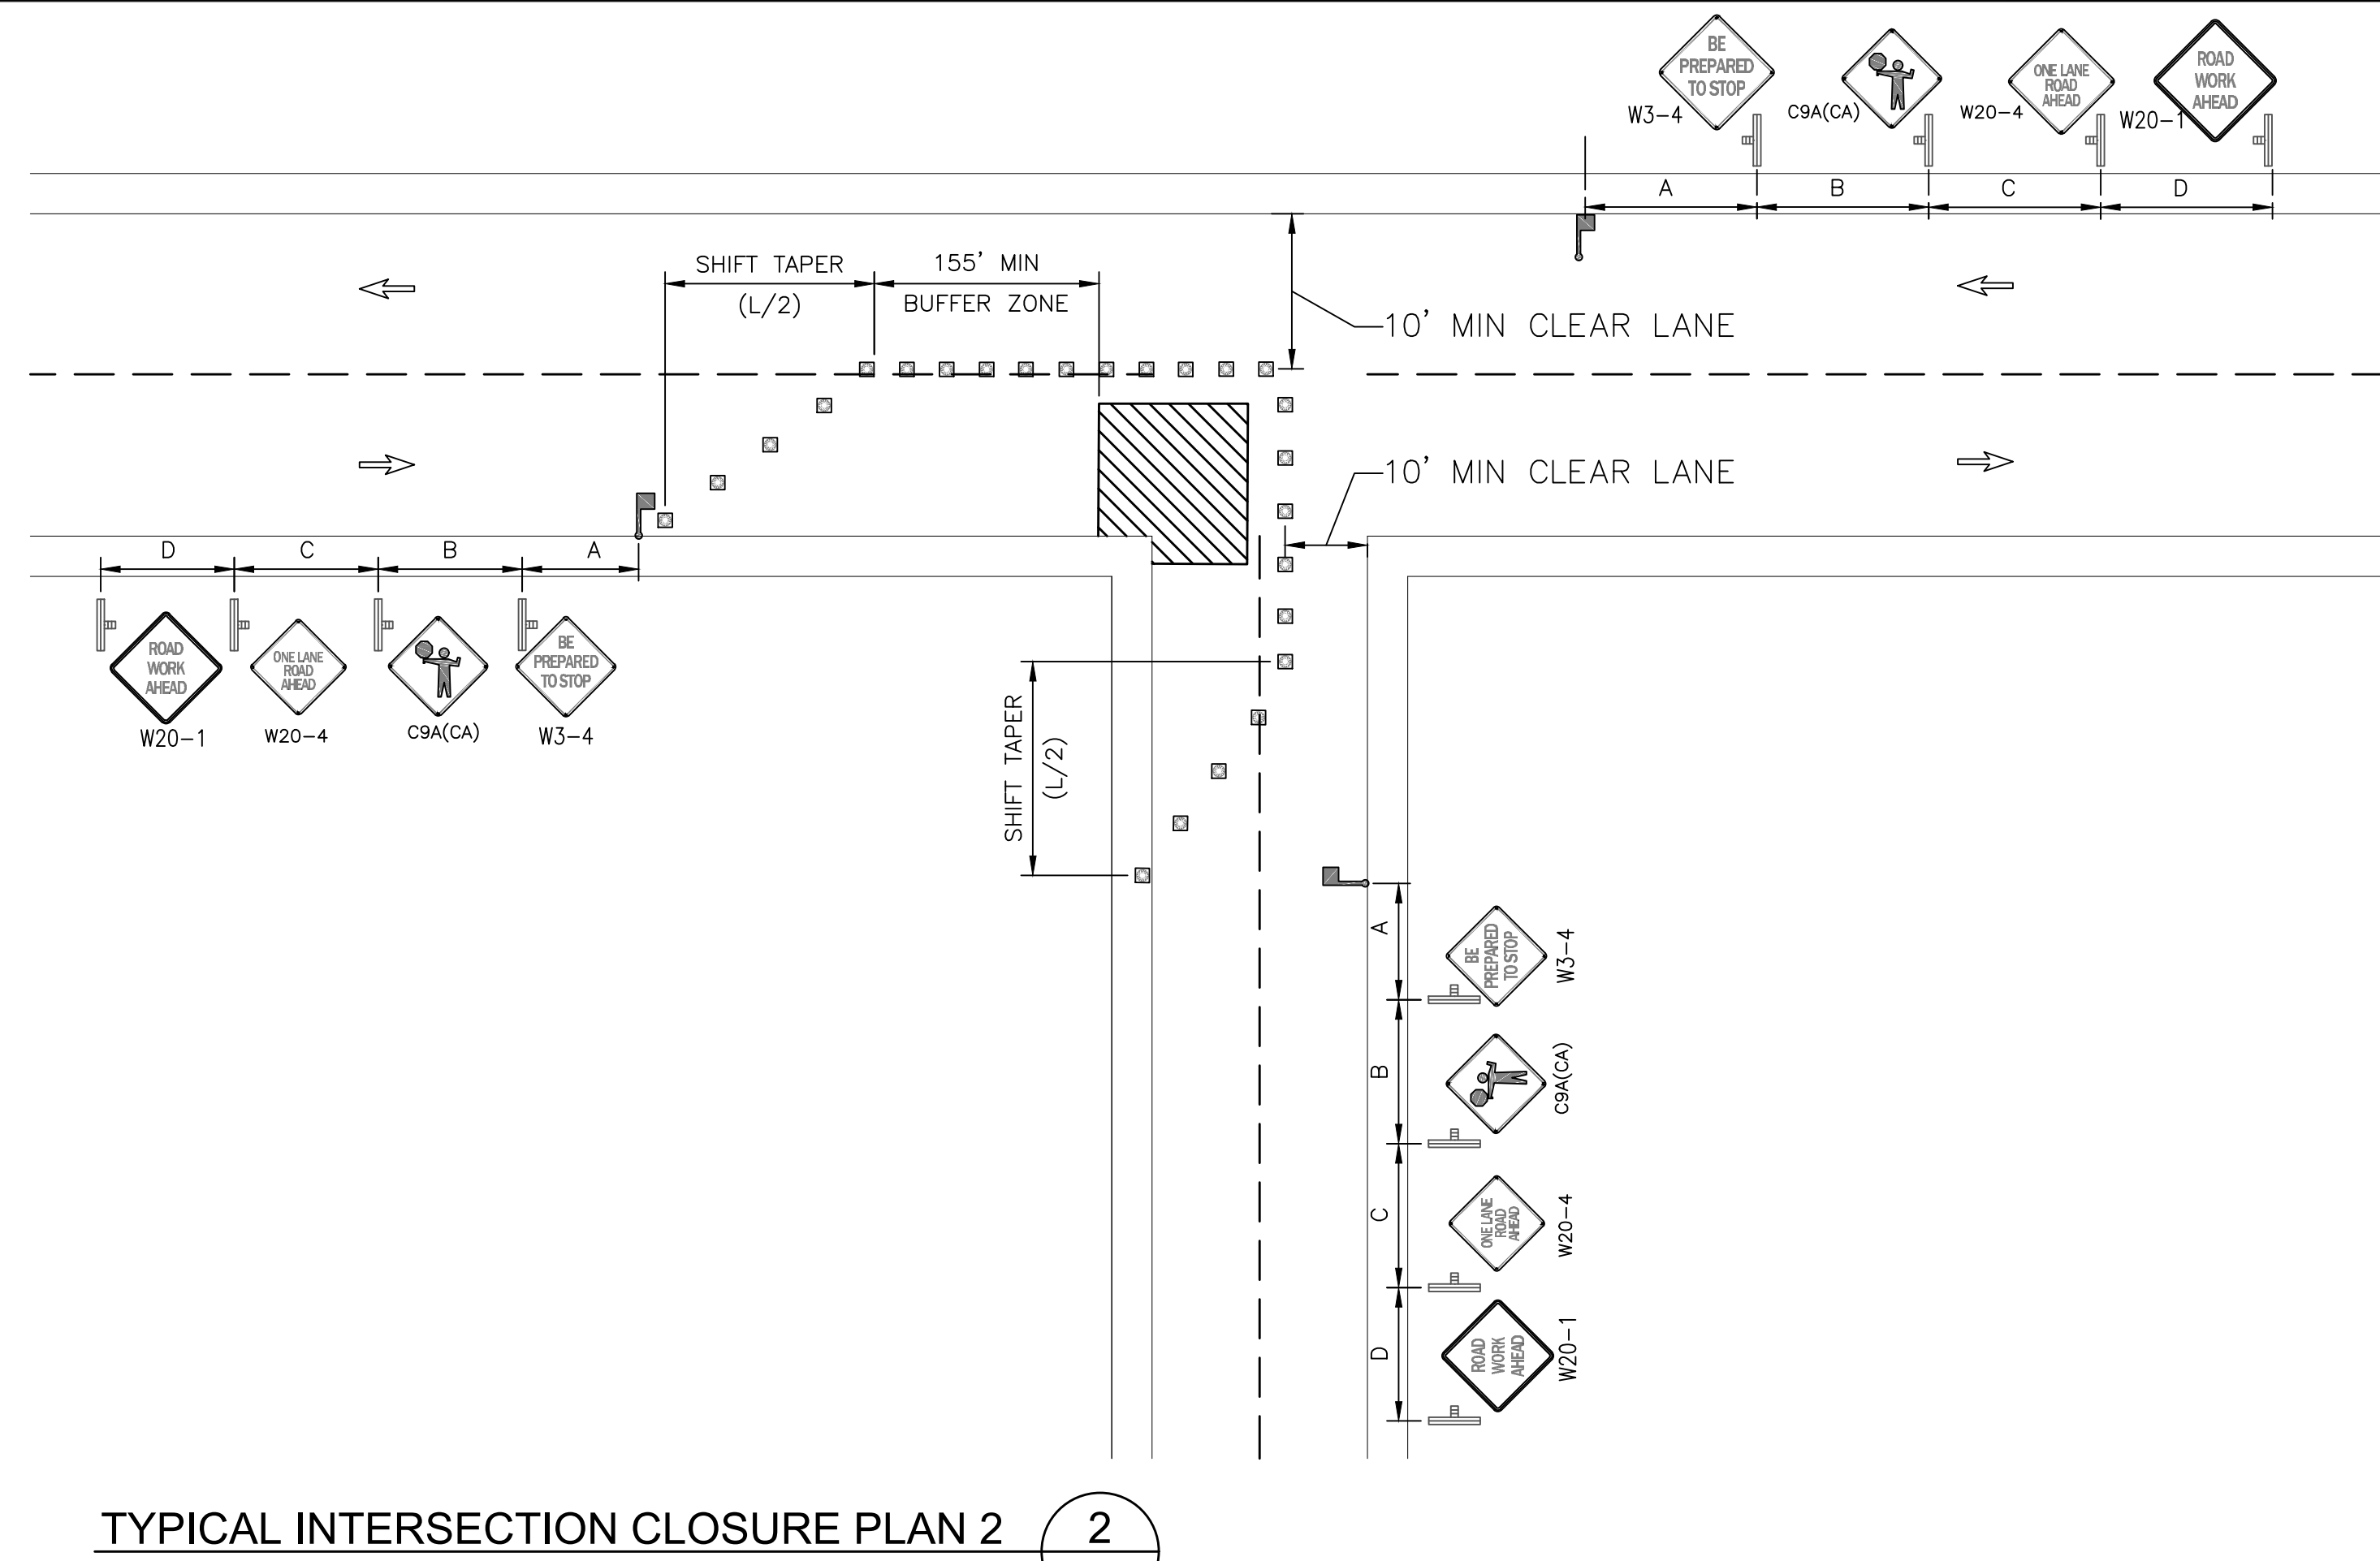 BE
PREPARED
TO STOP
W3-4
C9A(CA)
ONE LANE
ROAD
AHEAD
W20-4
ROAD
WORK
AHEAD
W20-1
A B C D
SHIFT TAPER
(L/2)
155' MIN
BUFFER ZONE
10' MIN CLEAR LANE
10' MIN CLEAR LANE
D C B A
ROAD
WORK
AHEAD
W20-1
ONE LANE
ROAD
AHEAD
W20-4
C9A(CA)
BE
PREPARED
TO STOP
W3-4
SHIFT TAPER
(L/2)
A
BE
PREPARED
TO STOP
W3-4
B
C9A(CA)
C
ONE LANE
ROAD
AHEAD
W20-4
D
ROAD
WORK
AHEAD
W20-1
TYPICAL INTERSECTION CLOSURE PLAN 2
2